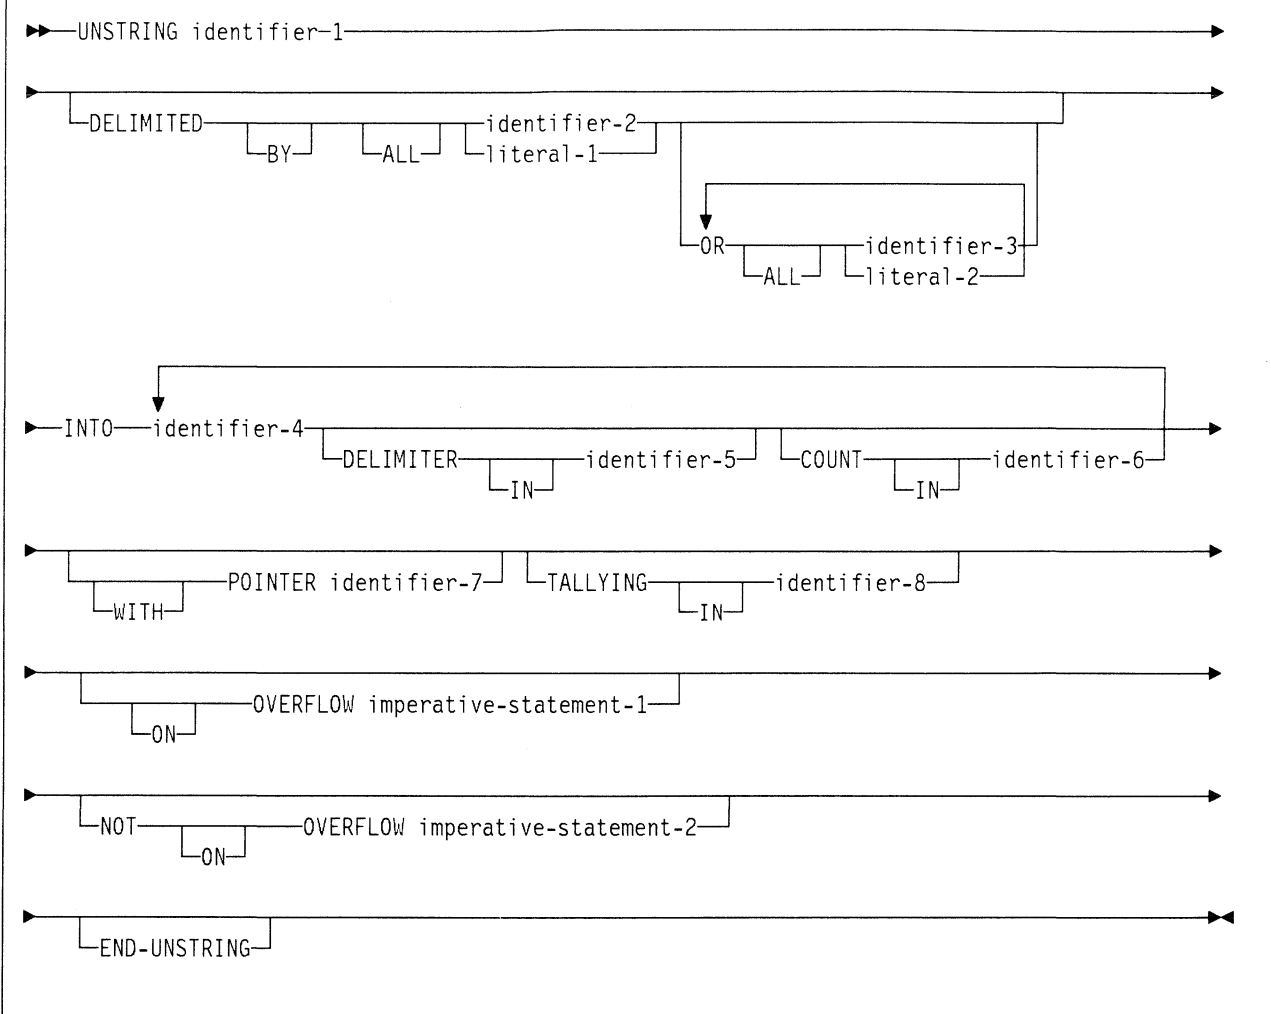 UNSTRING identifier-1
DELIMITED BY ALL identifier-2
literal-1
OR ALL identifier-3
literal-2
INTO identifier-4 DELIMITER IN identifier-5 COUNT IN identifier-6
WITH POINTER identifier-7 TALLYING IN identifier-8
ON OVERFLOW imperative-statement-1
NOT ON OVERFLOW imperative-statement-2
END-UNSTRING